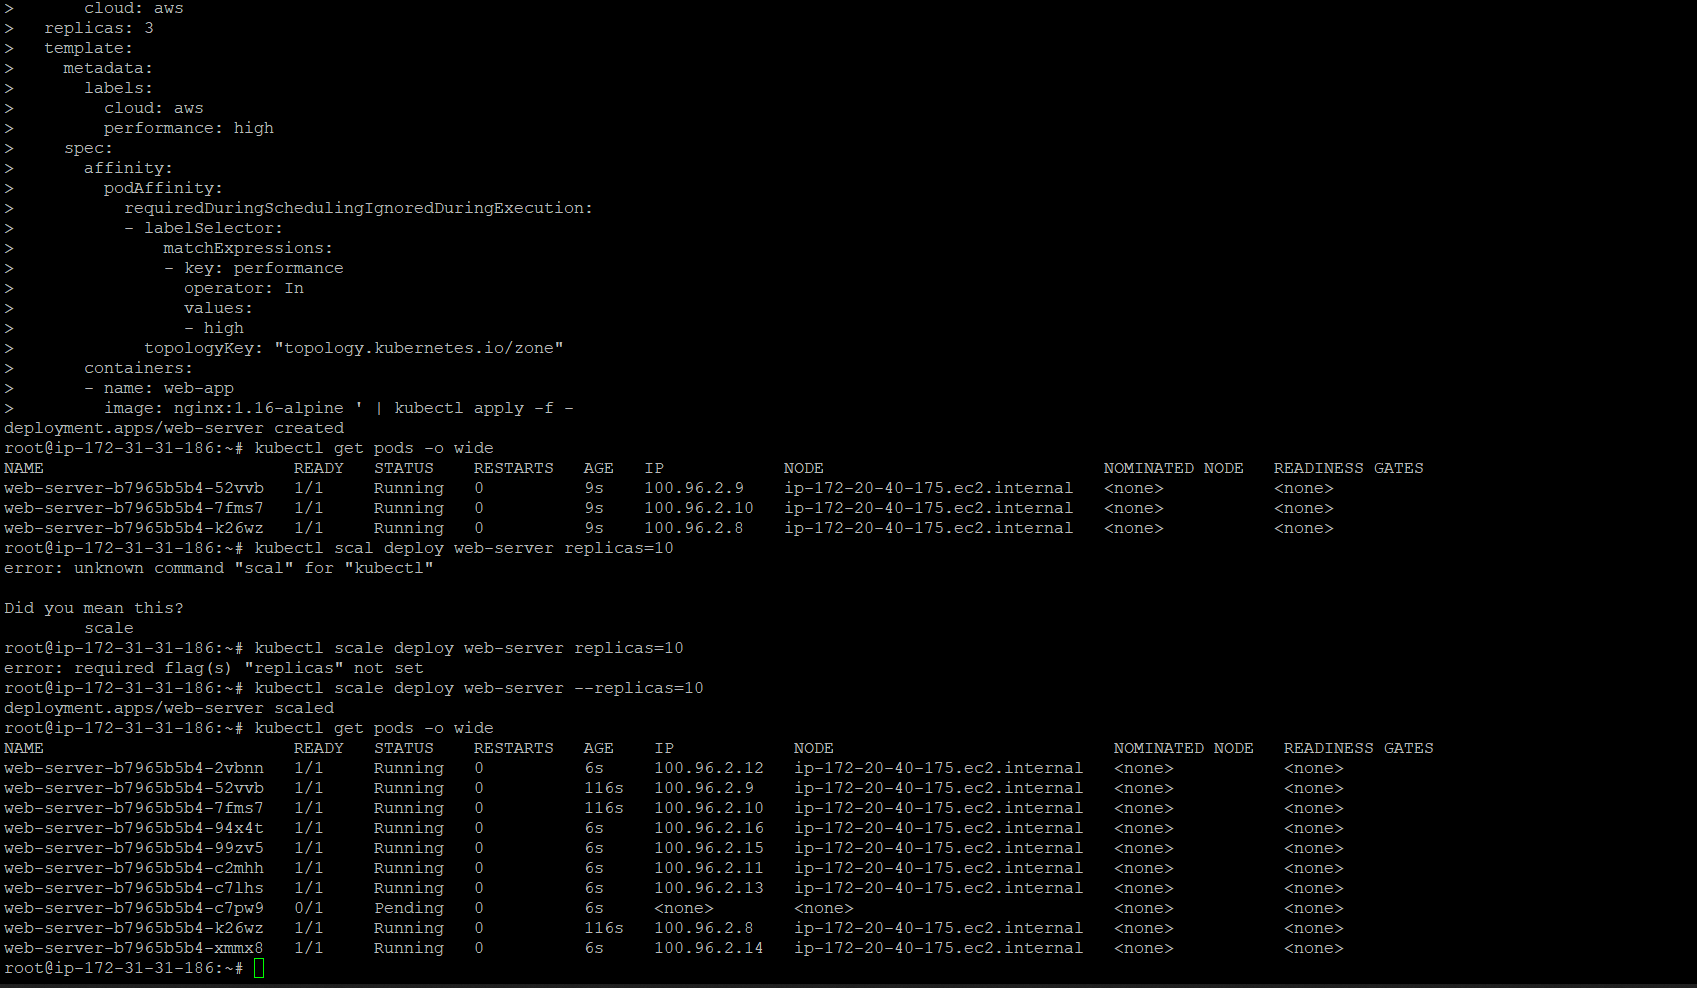 >       cloud: aws
>   replicas: 3
>   template:
>     metadata:
>       labels:
>         cloud: aws
>         performance: high
>     spec:
>       affinity:
>         podAffinity:
>           requiredDuringSchedulingIgnoredDuringExecution:
>           - labelSelector:
>               matchExpressions:
>               - key: performance
>                 operator: In
>                 values:
>                 - high
>             topologyKey: "topology.kubernetes.io/zone"
>       containers:
>       - name: web-app
>         image: nginx:1.16-alpine ' | kubectl apply -f -
deployment.apps/web-server created
root@ip-172-31-31-186:~# kubectl get pods -o wide
NAME                         READY   STATUS    RESTARTS   AGE   IP            NODE                            NOMINATED NODE   READINESS GATES
web-server-b7965b5b4-52vvb   1/1     Running   0          9s    100.96.2.9    ip-172-20-40-175.ec2.internal   <none>           <none>
web-server-b7965b5b4-7fms7   1/1     Running   0          9s    100.96.2.10   ip-172-20-40-175.ec2.internal   <none>           <none>
web-server-b7965b5b4-k26wz   1/1     Running   0          9s    100.96.2.8    ip-172-20-40-175.ec2.internal   <none>           <none>
root@ip-172-31-31-186:~# kubectl scal deploy web-server replicas=10
error: unknown command "scal" for "kubectl"
Did you mean this?
        scale
root@ip-172-31-31-186:~# kubectl scale deploy web-server replicas=10
error: required flag(s) "replicas" not set
root@ip-172-31-31-186:~# kubectl scale deploy web-server --replicas=10
deployment.apps/web-server scaled
root@ip-172-31-31-186:~# kubectl get pods -o wide
NAME                         READY   STATUS    RESTARTS   AGE    IP            NODE                            NOMINATED NODE   READINESS GATES
web-server-b7965b5b4-2vbnn   1/1     Running   0          6s     100.96.2.12   ip-172-20-40-175.ec2.internal   <none>           <none>
web-server-b7965b5b4-52vvb   1/1     Running   0          116s   100.96.2.9    ip-172-20-40-175.ec2.internal   <none>           <none>
web-server-b7965b5b4-7fms7   1/1     Running   0          116s   100.96.2.10   ip-172-20-40-175.ec2.internal   <none>           <none>
web-server-b7965b5b4-94x4t   1/1     Running   0          6s     100.96.2.16   ip-172-20-40-175.ec2.internal   <none>           <none>
web-server-b7965b5b4-99zv5   1/1     Running   0          6s     100.96.2.15   ip-172-20-40-175.ec2.internal   <none>           <none>
web-server-b7965b5b4-c2mhh   1/1     Running   0          6s     100.96.2.11   ip-172-20-40-175.ec2.internal   <none>           <none>
web-server-b7965b5b4-c7lhs   1/1     Running   0          6s     100.96.2.13   ip-172-20-40-175.ec2.internal   <none>           <none>
web-server-b7965b5b4-c7pw9   0/1     Pending   0          6s     <none>        <none>                          <none>           <none>
web-server-b7965b5b4-k26wz   1/1     Running   0          116s   100.96.2.8    ip-172-20-40-175.ec2.internal   <none>           <none>
web-server-b7965b5b4-xmmx8   1/1     Running   0          6s     100.96.2.14   ip-172-20-40-175.ec2.internal   <none>           <none>
root@ip-172-31-31-186:~#